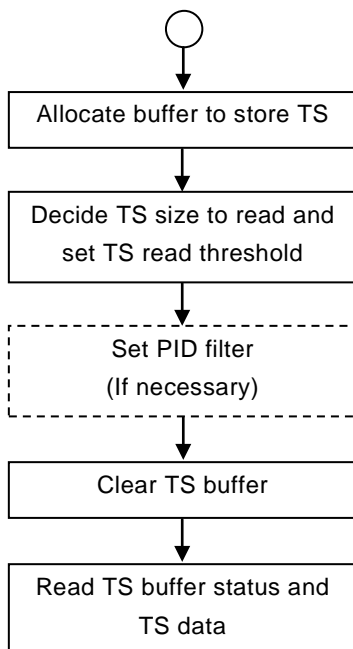 Allocate buffer to store TS
Decide TS size to read and
set TS read threshold
Set PID filter
(If necessary)
Clear TS buffer
Read TS buffer status and
TS data